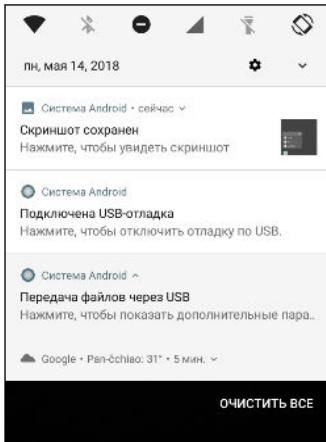 пн, мая 14, 2018
Система Android • сейчас
Скриншот сохранен
Нажмите, чтобы увидеть скриншот
Система Android
Подключена USB-отладка
Нажмите, чтобы отключить отладку по USB.
Система Android
Передача файлов через USB
Нажмите, чтобы показать дополнительные пара..
Google • Pan-čchiao: 31° • 5 мин.
ОЧИСТИТЬ ВСЕ